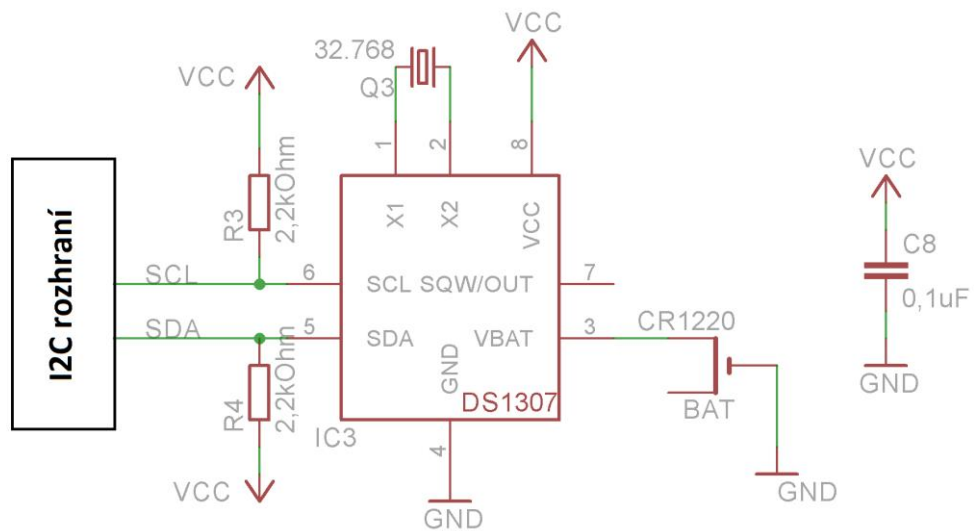 32.768
Q3
VCC
VCC
1
2
8
X1
X2
VCC
R3
2,2kOhm
I2C rozhraní
SCL
6
SCL
SQW/OUT
7
SDA
5
SDA
VBAT
3
CR1220
GND
DS1307
BAT
R4
2,2kOhm
IC3
4
VCC
GND
GND
VCC
C8
0,1uF
GND